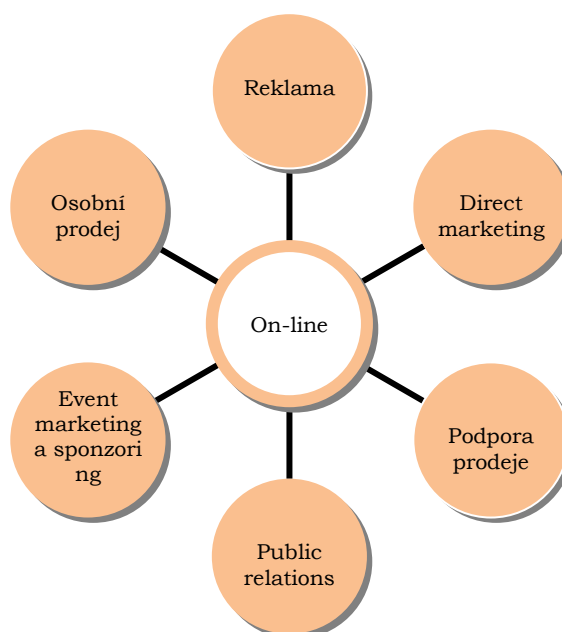 Reklama
Osobní
prodej
Direct
marketing
On-line
Event
marketing
a sponzori
ng
Podpora
prodeje
Public
relations